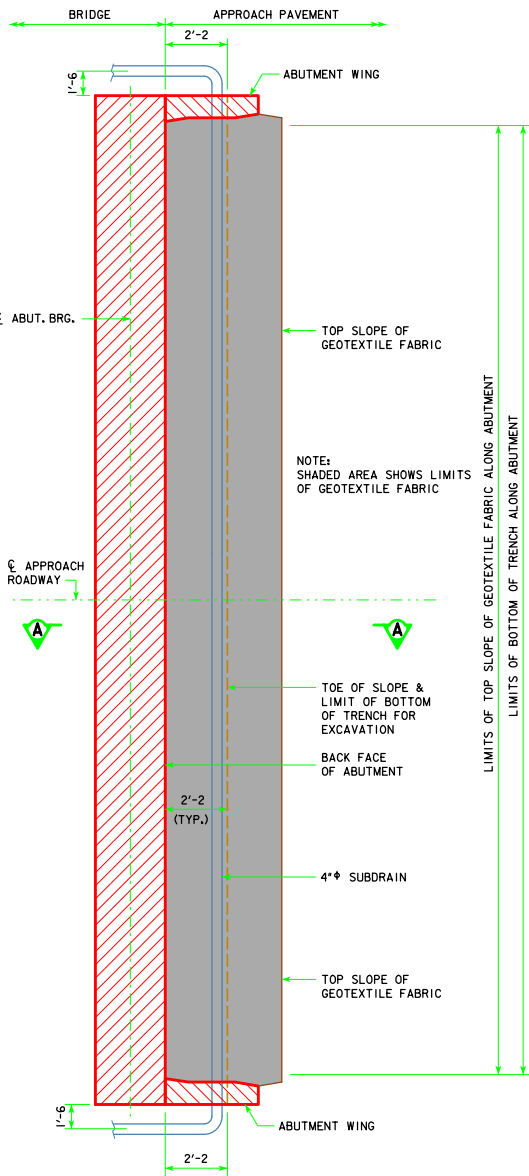 BRIDGE
APPROACH PAVEMENT
2'-2
1'-6
ABUTMENT WING
℄ ABUT. BRG.
TOP SLOPE OF
GEOTEXTILE FABRIC
NOTE:
SHADED AREA SHOWS LIMITS
OF GEOTEXTILE FABRIC
LIMITS OF TOP SLOPE OF GEOTEXTILE FABRIC ALONG ABUTMENT
LIMITS OF BOTTOM OF TRENCH ALONG ABUTMENT
℄ APPROACH
ROADWAY
A
A
TOE OF SLOPE &
LIMIT OF BOTTOM
OF TRENCH FOR
EXCAVATION
BACK FACE
OF ABUTMENT
2'-2
(TYP.)
4"φ SUBDRAIN
TOP SLOPE OF
GEOTEXTILE FABRIC
1'-6
ABUTMENT WING
2'-2